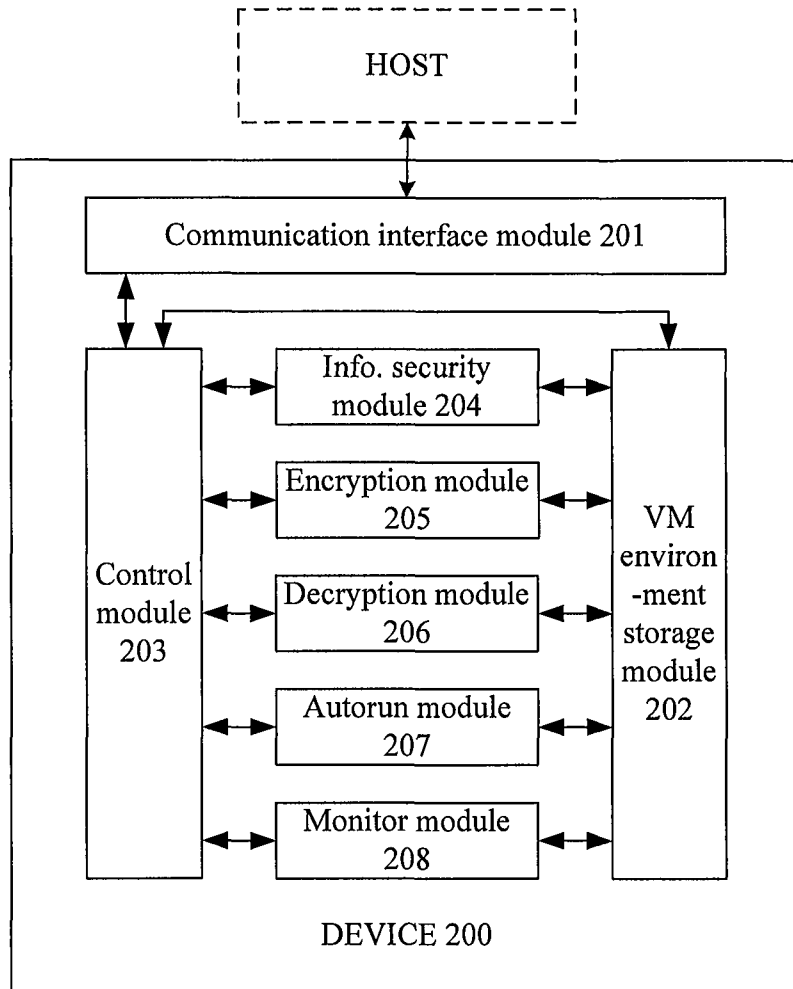 HOST
Communication interface module 201
Info. security
module 204
Encryption module
205
Control
module
203
Decryption module
206
VM
environ
-ment
storage
module
202
Autorun module
207
Monitor module
208
DEVICE 200